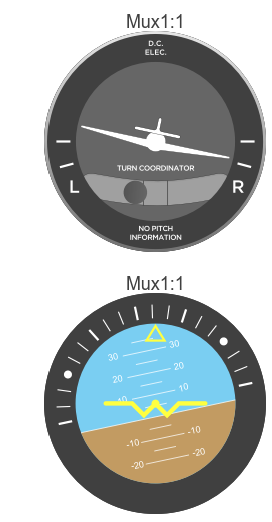 Mux1:1
D.C.
ELEC.
TURN COORDINATOR
L R
NO PITCH
INFORMATION
Mux1:1
30 30
20 20
10 10
-10 -10
-20 -20